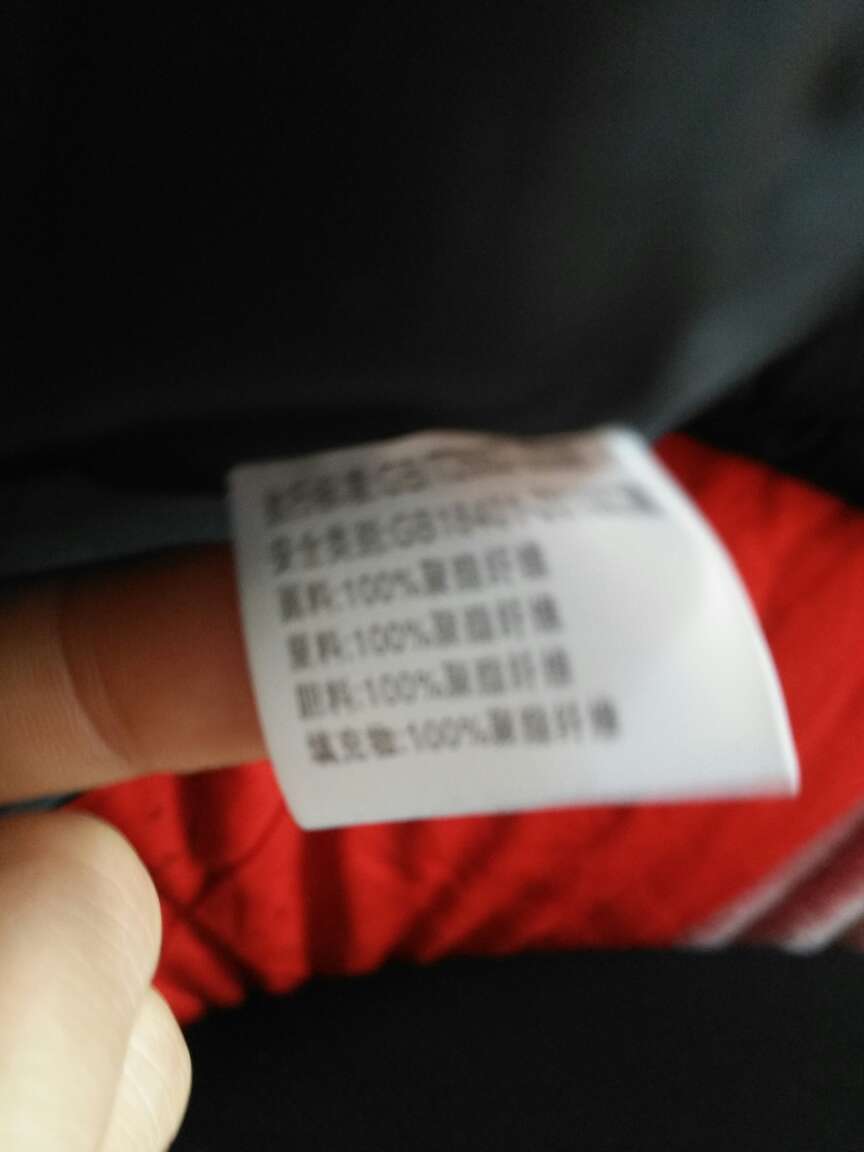 安全类别:GB18401
面料:100%聚酯纤维
里料:100%聚酯纤维
胆料:100%聚酯纤维
填充物:100%聚酯纤维